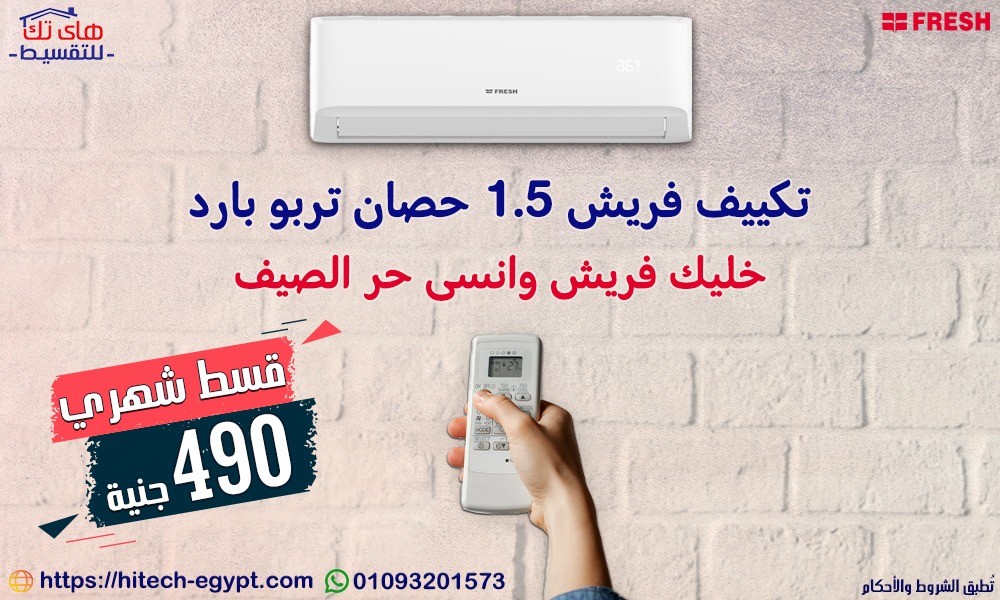 هاى تك
-للتقسيط-
FRESH
FRESH
تكييف فريش 1.5 حصان تربو بارد
خليك فريش وانسى حر الصيف
قسط شهري
490 جنية
https://hitech-egypt.com
01093201573
تُطبق الشروط والأحكام